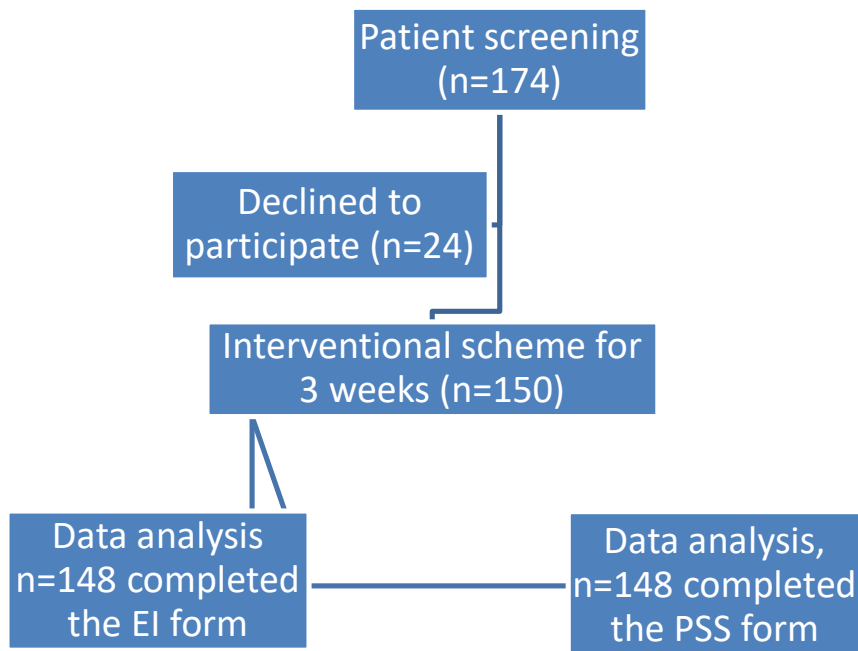 Patient screening
(n=174)
Declined to
participate (n=24)
Interventional scheme for
3 weeks (n=150)
Data analysis
n=148 completed
the EI form
Data analysis,
n=148 completed
the PSS form